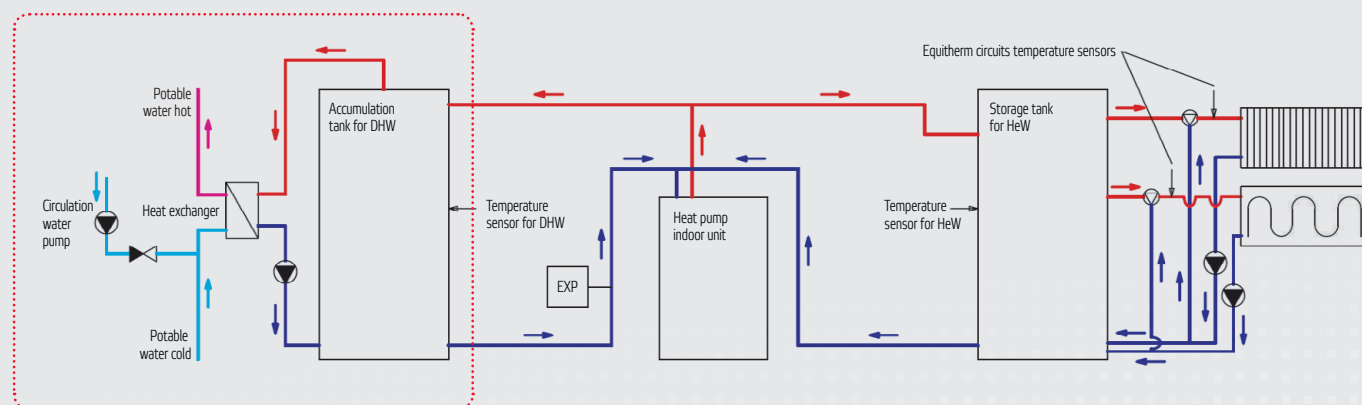 Equitherm circuits temperature sensors
Potable
water hot
Accumulation
tank for DHW
Storage tank
for HeW
Circulation
water
pump
Heat exchanger
Temperature
sensor for DHW
Heat pump
indoor unit
Temperature
sensor for HeW
EXP
Potable
water cold